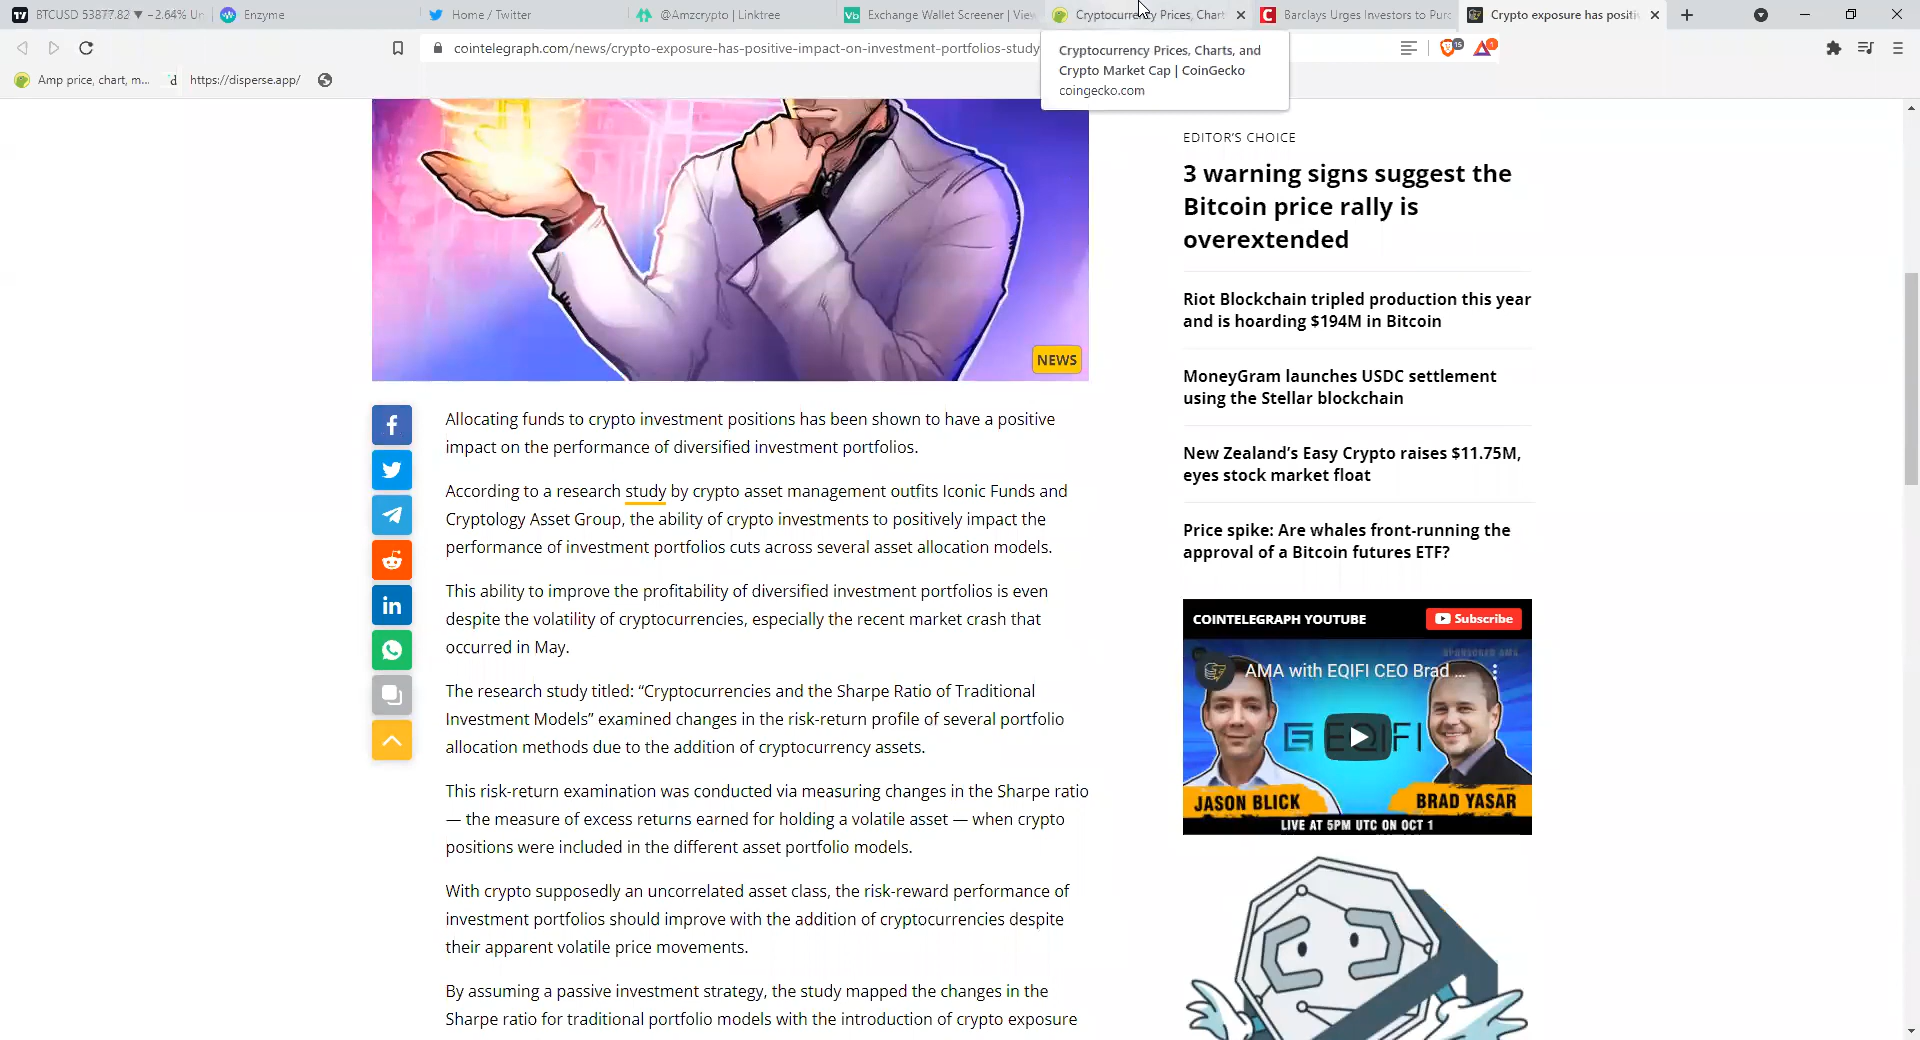 BTCUSD 53877.82 ▼ −2.64% Un
Enzyme
Home / Twitter
@Amzcrypto | Linktree
Exchange Wallet Screener | View
Cryptocurrency Prices, Chart
Barclays Urges Investors to Purc
Crypto exposure has positi
cointelegraph.com/news/crypto-exposure-has-positive-impact-on-investment-portfolios-study
15
1
Amp price, chart, m...
https://disperse.app/
Cryptocurrency Prices, Charts, and
Crypto Market Cap | CoinGecko
coingecko.com
NEWS
Allocating funds to crypto investment positions has been shown to have a positive
impact on the performance of diversified investment portfolios.
According to a research study by crypto asset management outfits Iconic Funds and
Cryptology Asset Group, the ability of crypto investments to positively impact the
performance of investment portfolios cuts across several asset allocation models.
This ability to improve the profitability of diversified investment portfolios is even
despite the volatility of cryptocurrencies, especially the recent market crash that
occurred in May.
The research study titled: “Cryptocurrencies and the Sharpe Ratio of Traditional
Investment Models” examined changes in the risk-return profile of several portfolio
allocation methods due to the addition of cryptocurrency assets.
This risk-return examination was conducted via measuring changes in the Sharpe ratio
— the measure of excess returns earned for holding a volatile asset — when crypto
positions were included in the different asset portfolio models.
With crypto supposedly an uncorrelated asset class, the risk-reward performance of
investment portfolios should improve with the addition of cryptocurrencies despite
their apparent volatile price movements.
By assuming a passive investment strategy, the study mapped the changes in the
Sharpe ratio for traditional portfolio models with the introduction of crypto exposure
EDITOR’S CHOICE
3 warning signs suggest the
Bitcoin price rally is
overextended
Riot Blockchain tripled production this year
and is hoarding $194M in Bitcoin
MoneyGram launches USDC settlement
using the Stellar blockchain
New Zealand’s Easy Crypto raises $11.75M,
eyes stock market float
Price spike: Are whales front-running the
approval of a Bitcoin futures ETF?
COINTELEGRAPH YOUTUBE
Subscribe
SPONSORED AMA
AMA with EQIFI CEO Brad ...
EQIFI
JASON BLICK
BRAD YASAR
LIVE AT 5PM UTC ON OCT 1